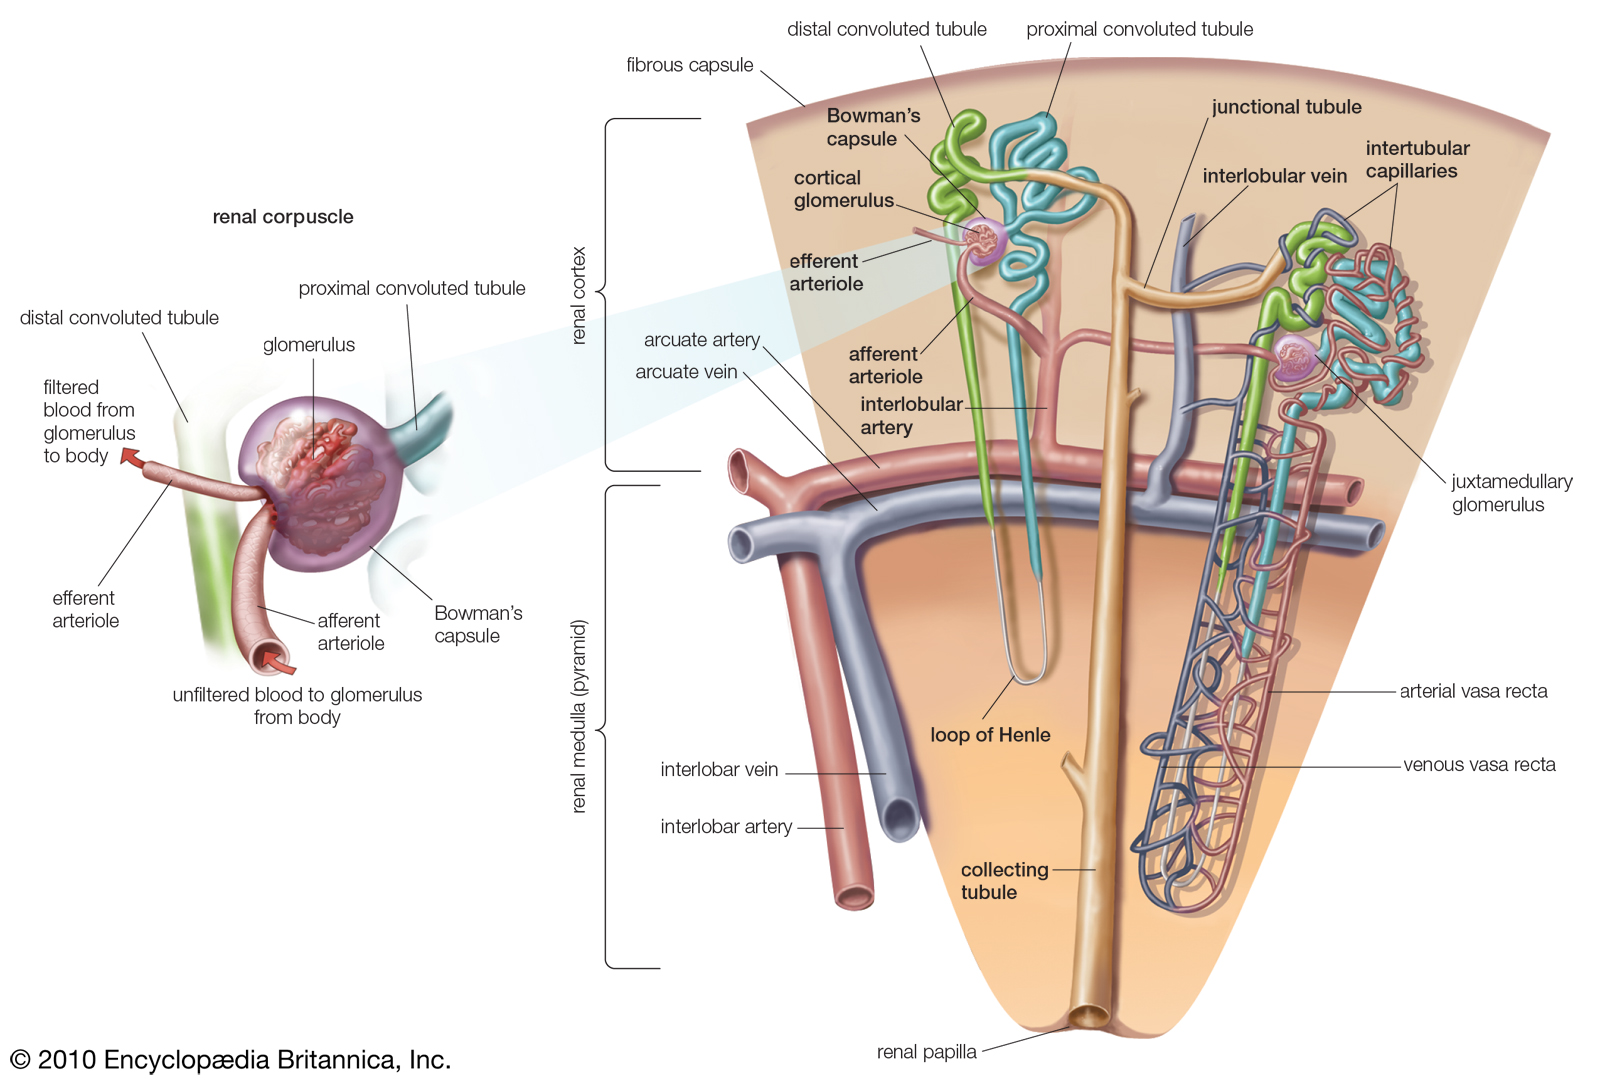 renal corpuscle
distal convoluted tubule
proximal convoluted tubule
glomerulus
filtered
blood from
glomerulus
to body
efferent
arteriole
afferent
arteriole
Bowman's
capsule
unfiltered blood to glomerulus
from body
distal convoluted tubule
proximal convoluted tubule
fibrous capsule
Bowman's
capsule
junctional tubule
intertubular
capillaries
interlobular vein
cortical
glomerulus
efferent
arteriole
renal cortex
arcuate artery
arcuate vein
afferent
arteriole
interlobular
artery
juxtamedullary
glomerulus
renal medulla (pyramid)
arterial vasa recta
loop of Henle
venous vasa recta
interlobar vein
interlobar artery
collecting
tubule
renal papilla
© 2010 Encyclopædia Britannica, Inc.